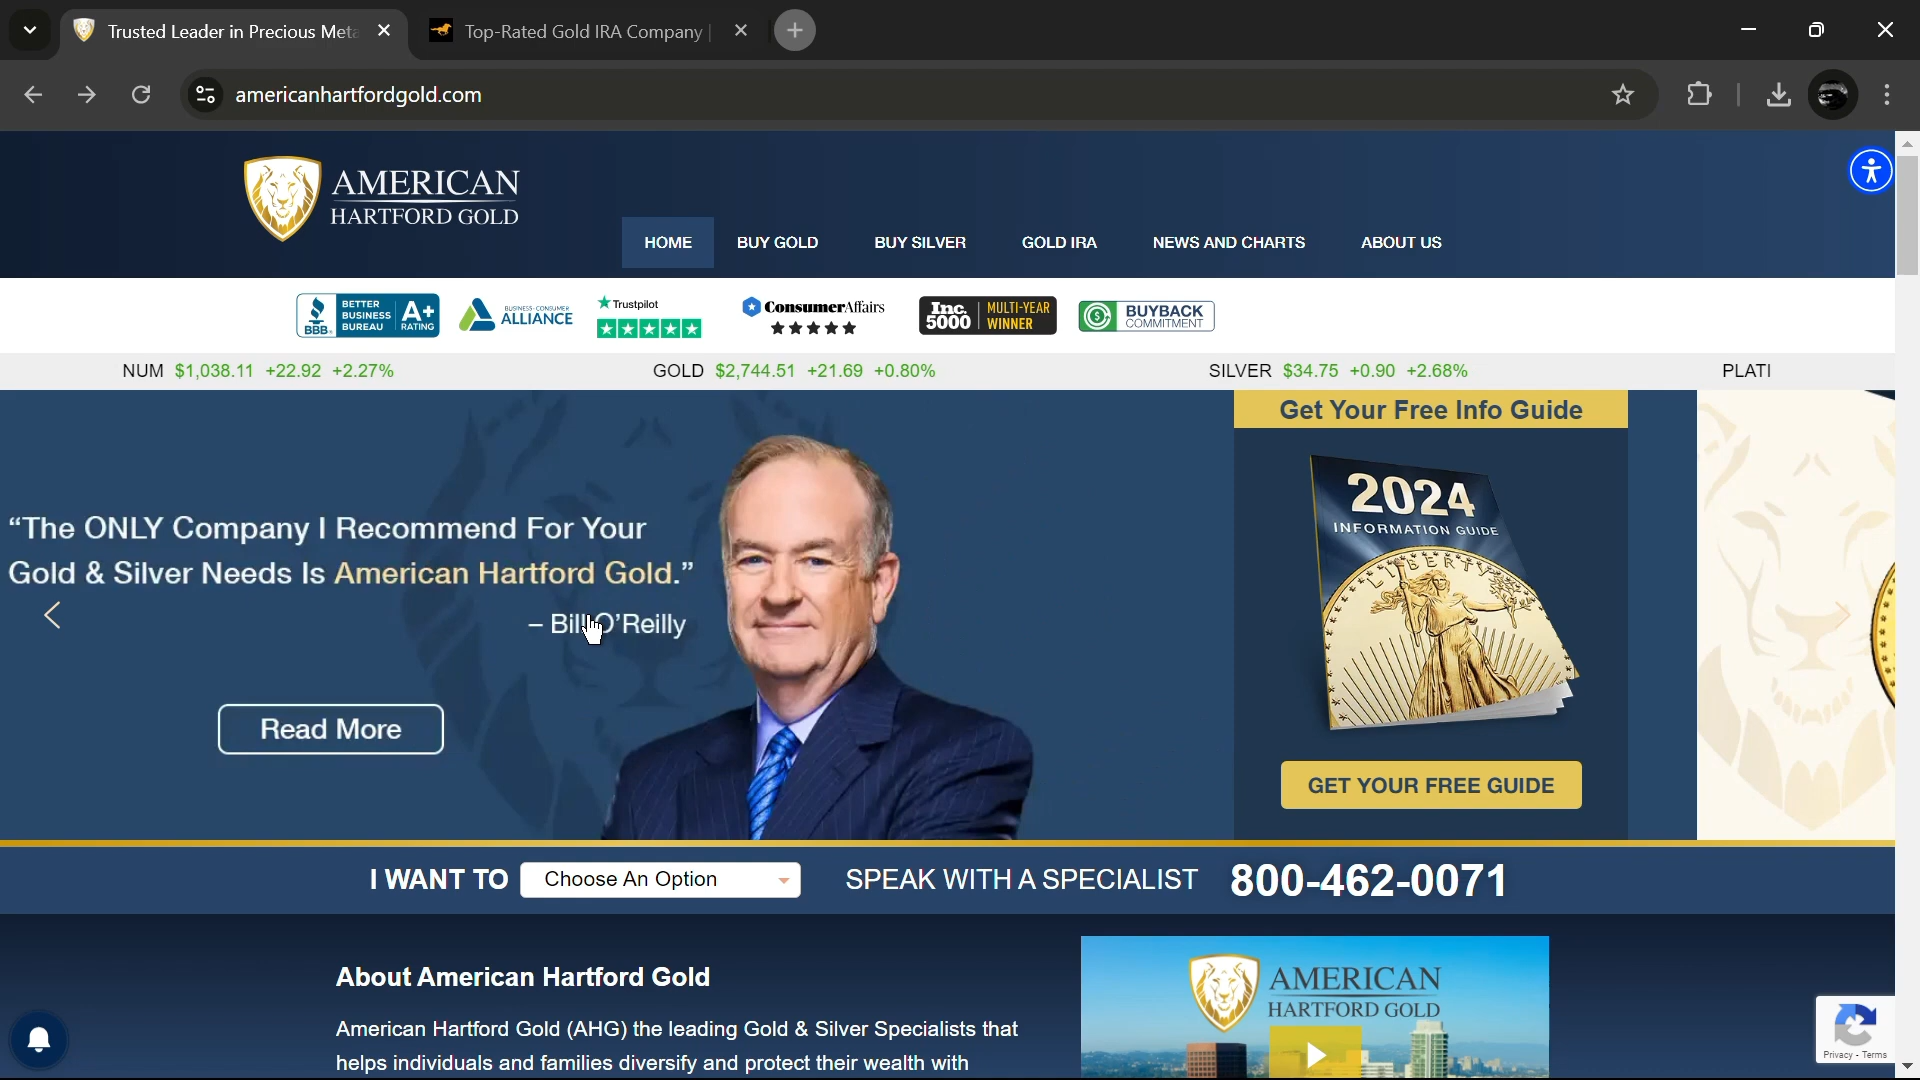 Trusted Leader in Precious Meta
Top-Rated Gold IRA Company |
americanhartfordgold.com
AMERICAN
HARTFORD GOLD
HOME BUY GOLD BUY SILVER GOLD IRA NEWS AND CHARTS ABOUT US
BBB. BETTER BUSINESS BUREAU A+ RATING
BUSINESS-CONSUMER ALLIANCE
Trustpilot
ConsumerAffairs
Inc. 5000 MULTI-YEAR WINNER
BUYBACK COMMITMENT
NUM $1,038.11 +22.92 +2.27% GOLD $2,744.51 +21.69 +0.80% SILVER $34.75 +0.90 +2.68% PLATI
“The ONLY Company I Recommend For Your
Gold & Silver Needs Is American Hartford Gold.”
– Bill O’Reilly
Read More
Get Your Free Info Guide
2024
INFORMATION GUIDE
LIBERTY
GET YOUR FREE GUIDE
I WANT TO Choose An Option SPEAK WITH A SPECIALIST 800-462-0071
About American Hartford Gold
American Hartford Gold (AHG) the leading Gold & Silver Specialists that
helps individuals and families diversify and protect their wealth with
AMERICAN
HARTFORD GOLD
Privacy - Terms